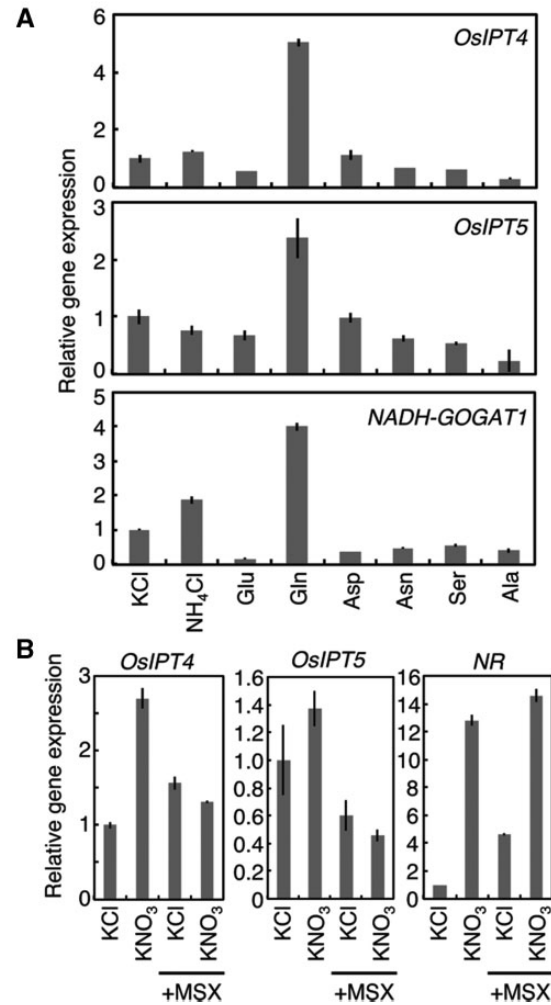 A
Relative gene expression
6
4
2
0
OsIPT4
3
2
1
0
OsIPT5
5
4
3
2
1
0
NADH-GOGAT1
KCl
NH₄Cl
Glu
Gln
Asp
Asn
Ser
Ala
B
Relative gene expression
OsIPT4
3
2
1
0
KCl
KNO₃
KCl
KNO₃
+MSX
OsIPT5
1.6
1.4
1.2
1.0
0.8
0.6
0.4
0.2
0
KCl
KNO₃
KCl
KNO₃
+MSX
NR
16
14
12
10
8
6
4
2
0
KCl
KNO₃
KCl
KNO₃
+MSX